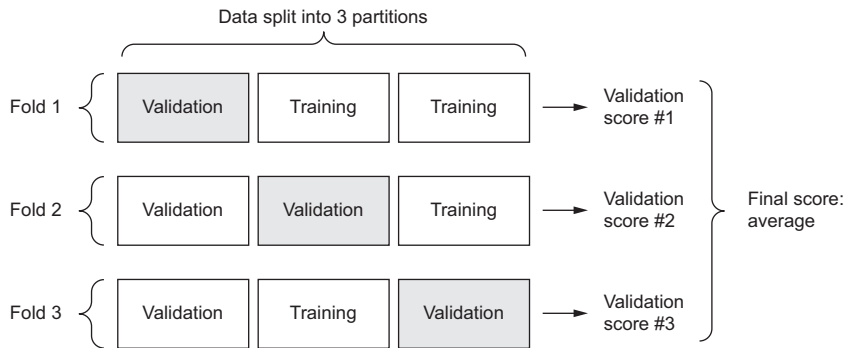 Data split into 3 partitions
Fold 1
Validation
Training
Training
Validation
score #1
Fold 2
Validation
Validation
Training
Validation
score #2
Final score:
average
Fold 3
Validation
Training
Validation
Validation
score #3